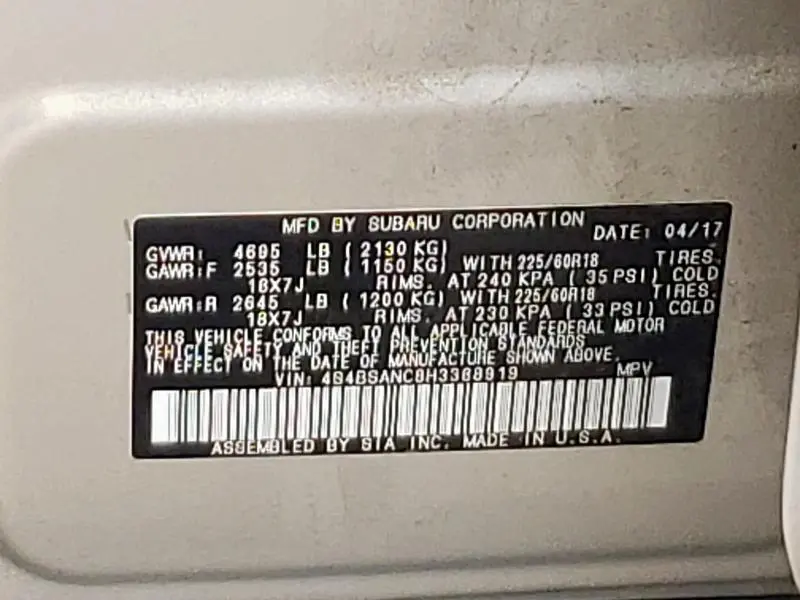 MFD BY SUBARU CORPORATION DATE: 04/17
GVWR: 4695 LB ( 2130 KG)
GAWR:F 2535 LB ( 1150 KG) WITH 225/60R18 TIRES.
18X7J RIMS. AT 240 KPA ( 35 PSI) COLD
GAWR:R 2645 LB ( 1200 KG) WITH 225/60R18 TIRES.
18X7J RIMS. AT 230 KPA ( 33 PSI) COLD
THIS VEHICLE CONFORMS TO ALL APPLICABLE FEDERAL MOTOR
VEHICLE SAFETY AND THEFT PREVENTION STANDARDS
IN EFFECT ON THE DATE OF MANUFACTURE SHOWN ABOVE.
VIN: 4S4BSANC8H3388919 MPV
ASSEMBLED BY SIA INC. MADE IN U.S.A.